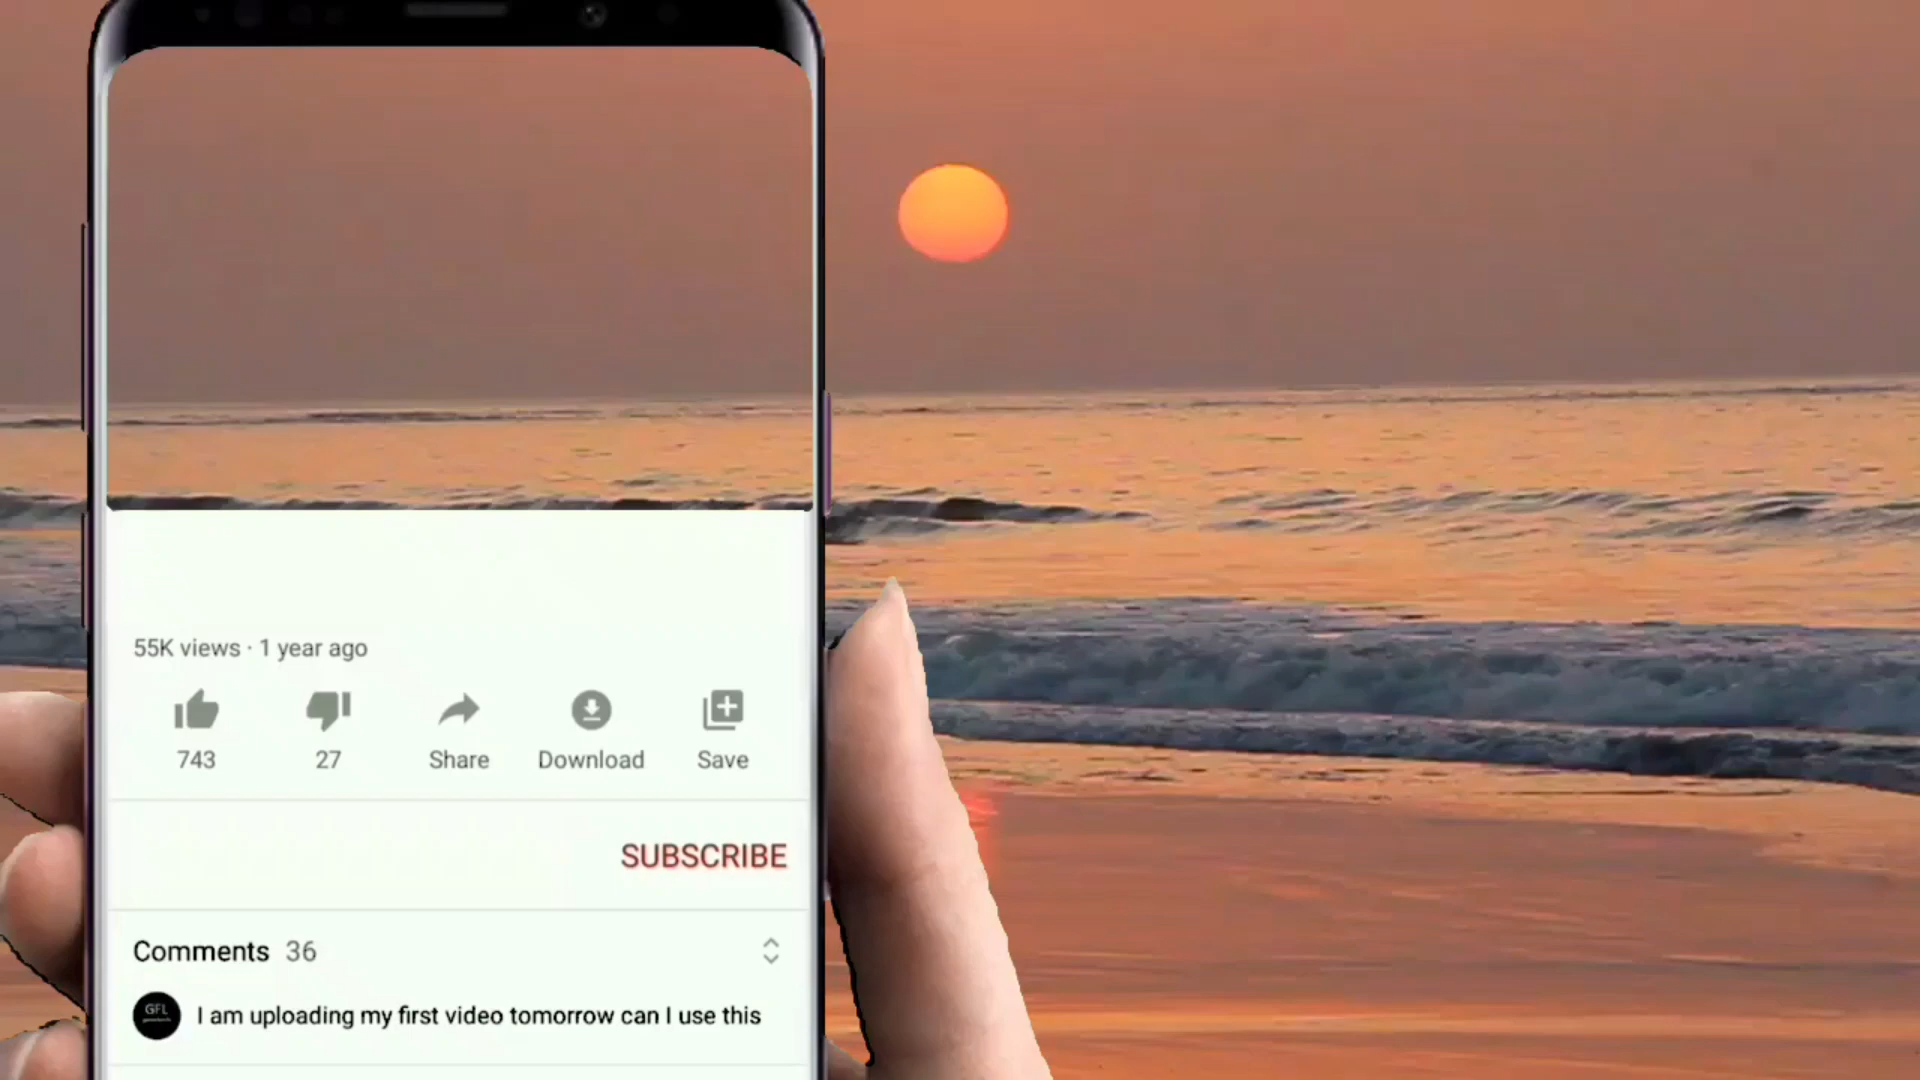 55K views · 1 year ago
743 27 Share Download Save
SUBSCRIBE
Comments 36
GFL
I am uploading my first video tomorrow can I use this